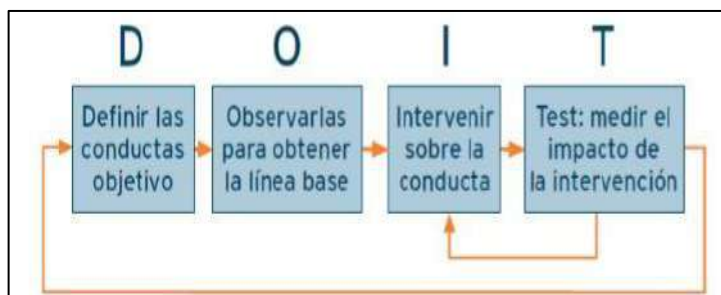 D O I T
Definir las
conductas
objetivo
Observarlas
para obtener
la línea base
Intervenir
sobre la
conducta
Test: medir el
impacto de
la intervención